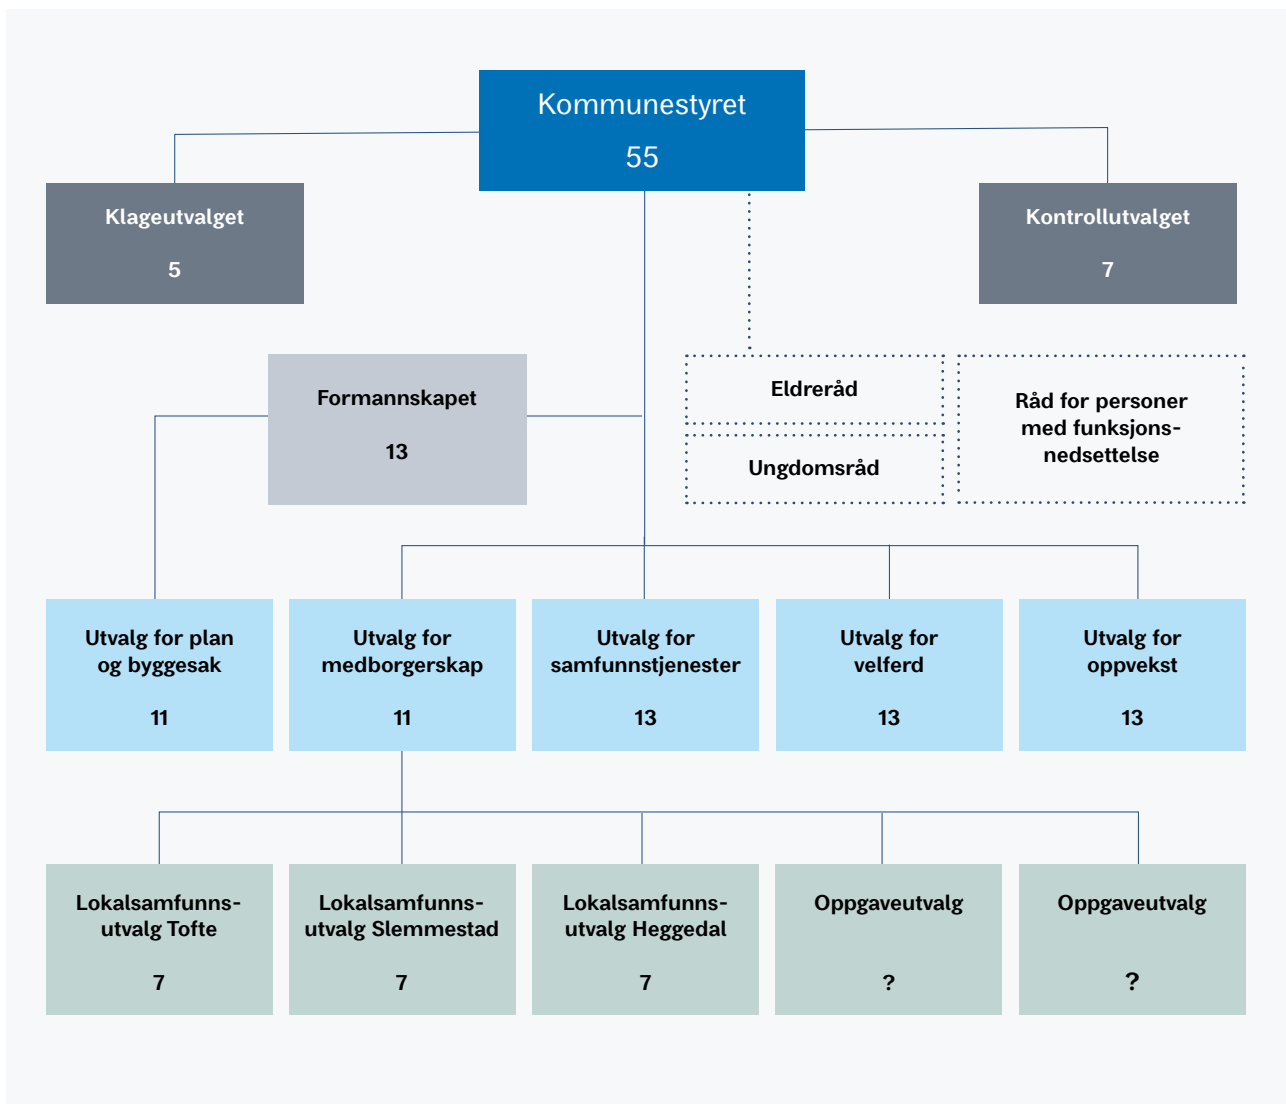 Kommunestyret
55
Klageutvalget
5
Kontrollutvalget
7
Formannskapet
13
Eldreråd
Ungdomsråd
Råd for personer
med funksjons-
nedsettelse
Utvalg for plan
og byggesak
11
Utvalg for
medborgerskap
11
Utvalg for
samfunnstjenester
13
Utvalg for
velferd
13
Utvalg for
oppvekst
13
Lokalsamfunns-
utvalg Tofte
7
Lokalsamfunns-
utvalg Slemmestad
7
Lokalsamfunns-
utvalg Heggedal
7
Oppgaveutvalg
?
Oppgaveutvalg
?